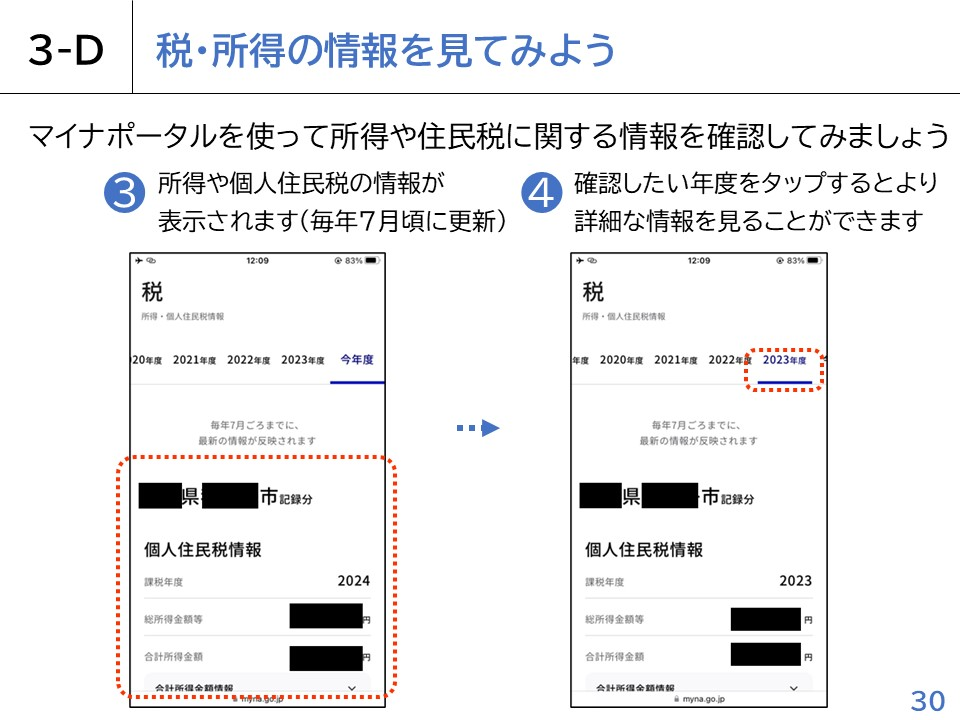 3-D
税・所得の情報を見てみよう
マイナポータルを使って所得や住民税に関する情報を確認してみましょう
3 所得や個人住民税の情報が
表示されます(毎年7月頃に更新)
12:09 83%
税
所得・個人住民税情報
20年度 2021年度 2022年度 2023年度 今年度
毎年7月ごろまでに、
最新の情報が反映されます
県 市記録分
個人住民税情報
課税年度 2024
総所得金額等 円
合計所得金額 円
合計所得金額情報
myna.go.jp
4 確認したい年度をタップするとより
詳細な情報を見ることができます
12:09 83%
税
所得・個人住民税情報
年度 2020年度 2021年度 2022年度 2023年度
毎年7月ごろまでに、
最新の情報が反映されます
県 市記録分
個人住民税情報
課税年度 2023
総所得金額等 円
合計所得金額 円
合計所得金額情報
myna.go.jp
30